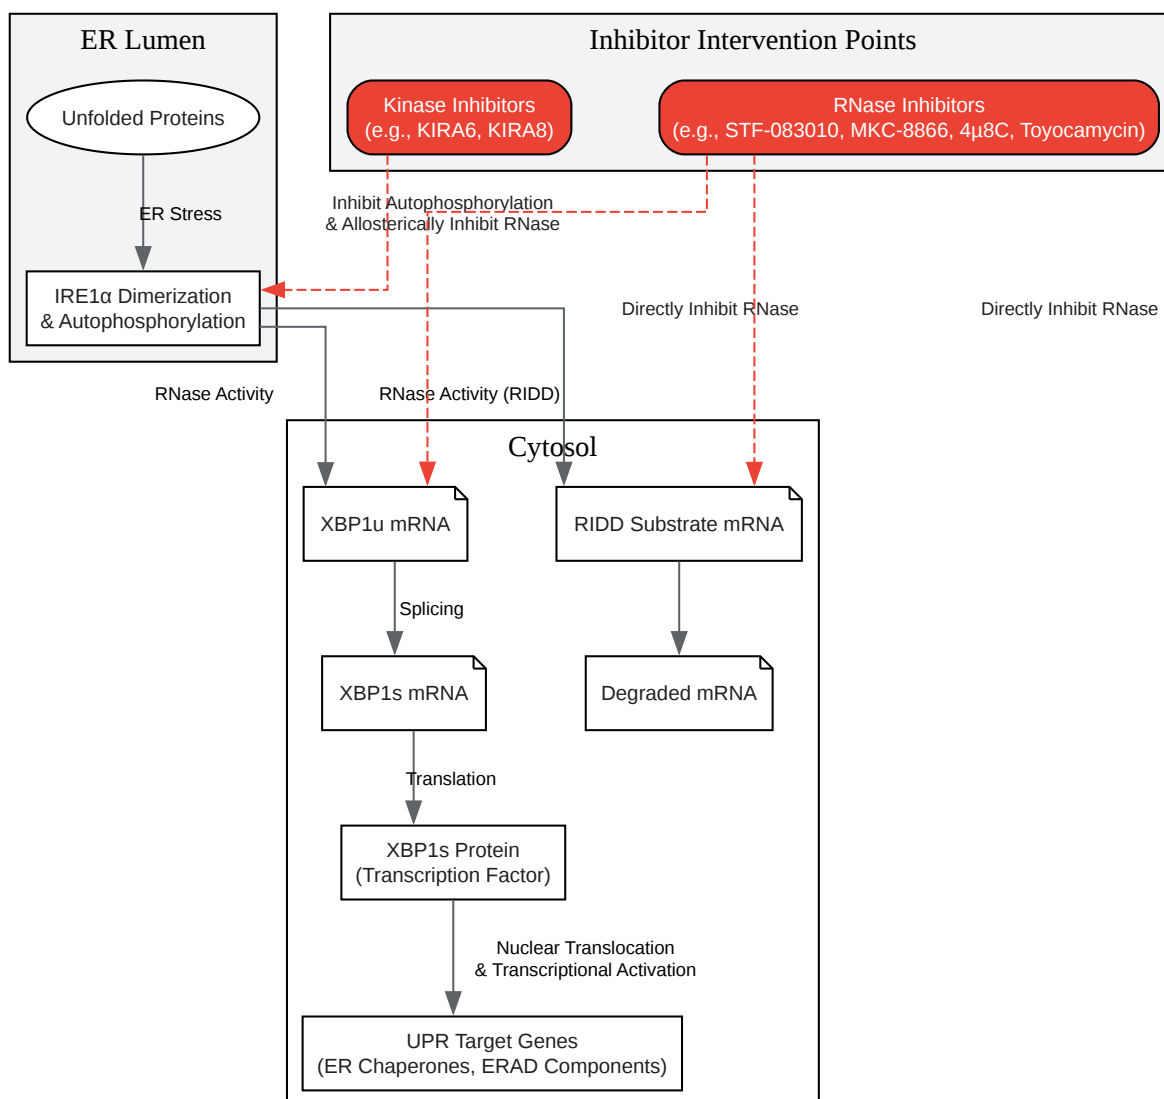 ER Lumen
Inhibitor Intervention Points
Unfolded Proteins
Kinase Inhibitors
(e.g., KIRA6, KIRA8)
RNase Inhibitors
(e.g., STF-083010, MKC-8866, 4µ8C, Toyocamycin)
ER Stress
Inhibit Autophosphorylation
& Allosterically Inhibit RNase
IRE1α Dimerization
& Autophosphorylation
Directly Inhibit RNase
Directly Inhibit RNase
RNase Activity
RNase Activity (RIDD)
Cytosol
XBP1u mRNA
RIDD Substrate mRNA
Splicing
XBP1s mRNA
Degraded mRNA
Translation
XBP1s Protein
(Transcription Factor)
Nuclear Translocation
& Transcriptional Activation
UPR Target Genes
(ER Chaperones, ERAD Components)